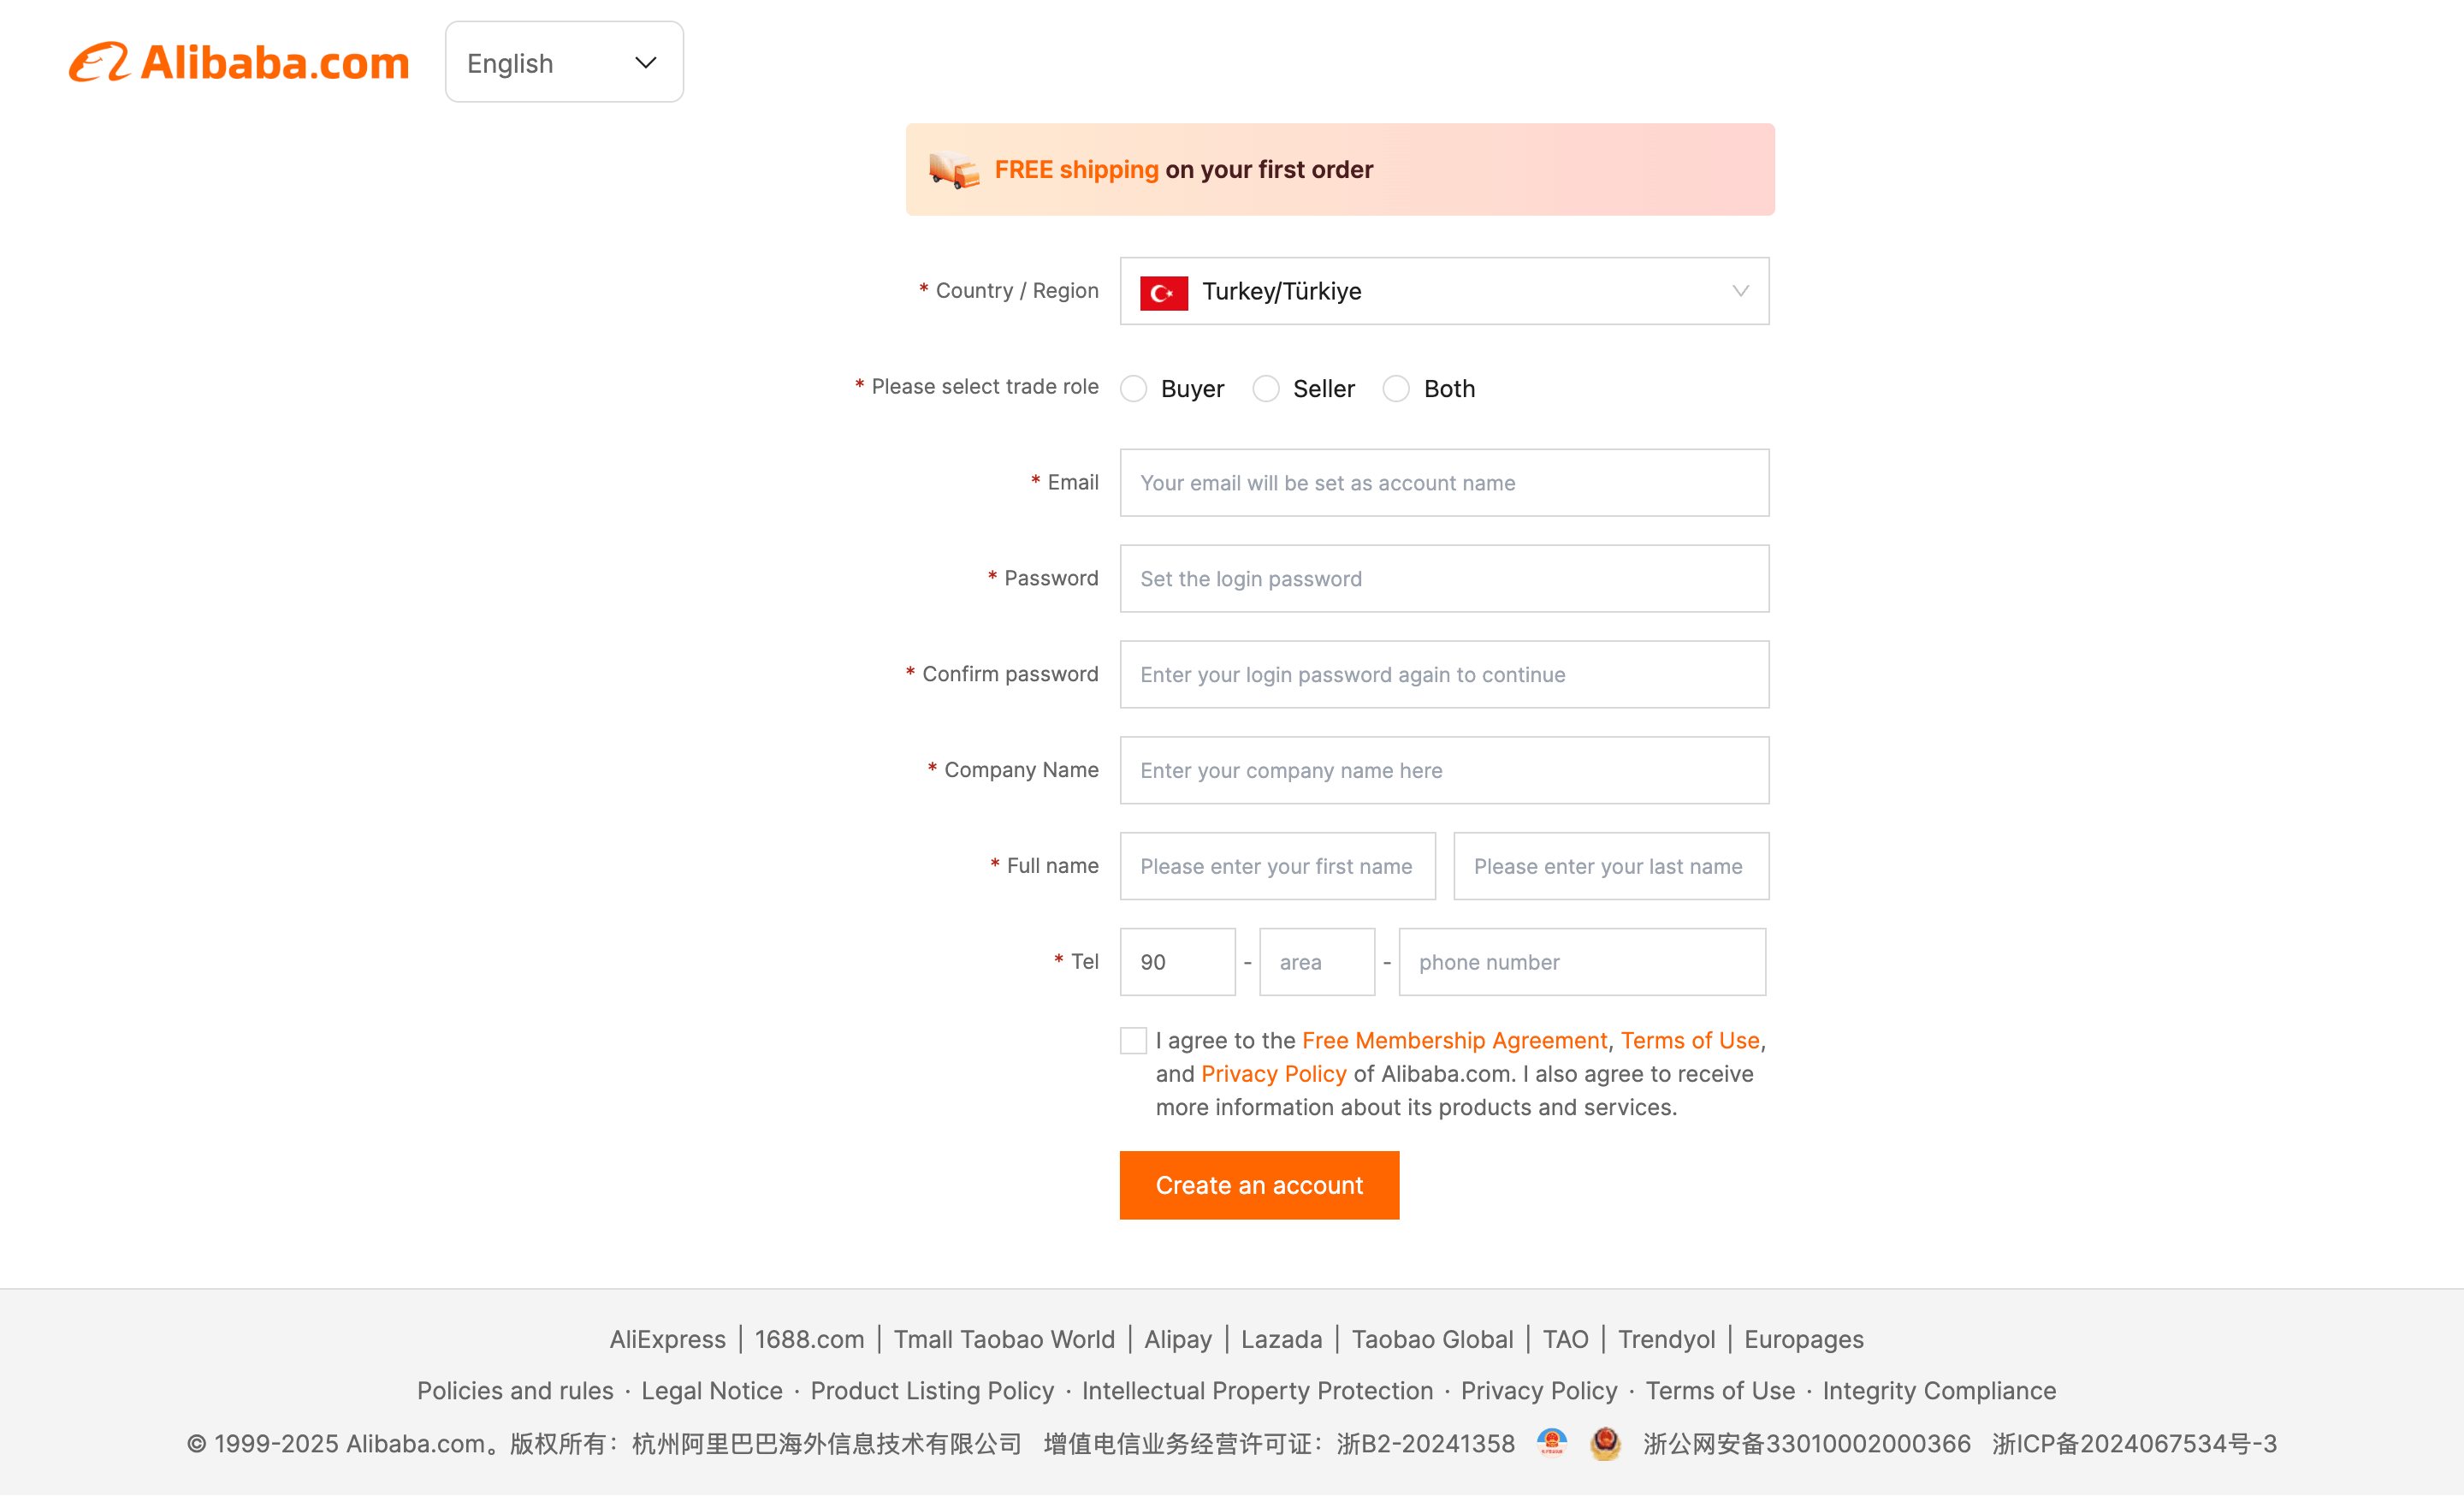 Alibaba.com
English
FREE shipping on your first order
* Country / Region
Turkey/Türkiye
* Please select trade role
Buyer
Seller
Both
* Email
Your email will be set as account name
* Password
Set the login password
* Confirm password
Enter your login password again to continue
* Company Name
Enter your company name here
* Full name
Please enter your first name
Please enter your last name
* Tel
90 - area - phone number
I agree to the Free Membership Agreement, Terms of Use,
and Privacy Policy of Alibaba.com. I also agree to receive
more information about its products and services.
Create an account
AliExpress | 1688.com | Tmall Taobao World | Alipay | Lazada | Taobao Global | TAO | Trendyol | Europages
Policies and rules · Legal Notice · Product Listing Policy · Intellectual Property Protection · Privacy Policy · Terms of Use · Integrity Compliance
© 1999-2025 Alibaba.com。版权所有：杭州阿里巴巴海外信息技术有限公司 增值电信业务经营许可证：浙B2-20241358 浙公网安备33010002000366 浙ICP备2024067534号-3